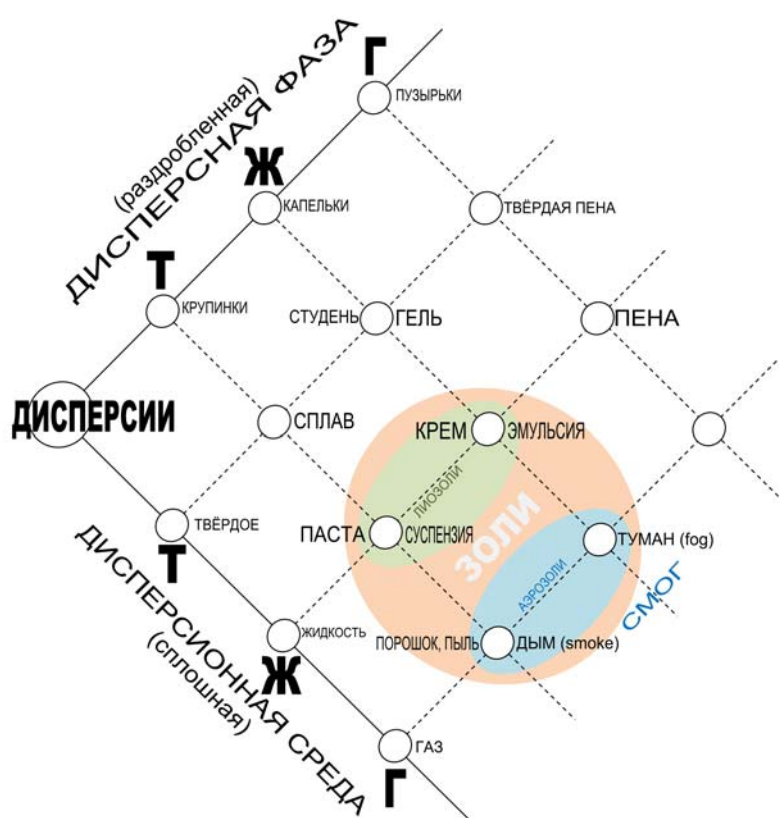 Г
ПУЗЫРЬКИ
ДИСПЕРСНАЯ ФАЗА
(раздробленная)
Ж
КАПЕЛЬКИ
ТВЁРДАЯ ПЕНА
Т
КРУПИНКИ
СТУДЕНЬ ГЕЛЬ
ПЕНА
ДИСПЕРСИИ
СПЛАВ
КРЕМ ЭМУЛЬСИЯ
ЛИОЗОЛИ
ЗОЛИ
ТВЁРДОЕ
Т
ПАСТА СУСПЕНЗИЯ
ТУМАН (fog)
АЭРОЗОЛИ
СМОГ
ДИСПЕРСИОННАЯ СРЕДА
(сплошная)
ЖИДКОСТЬ
Ж
ПОРОШОК, ПЫЛЬ ДЫМ (smoke)
ГАЗ
Г